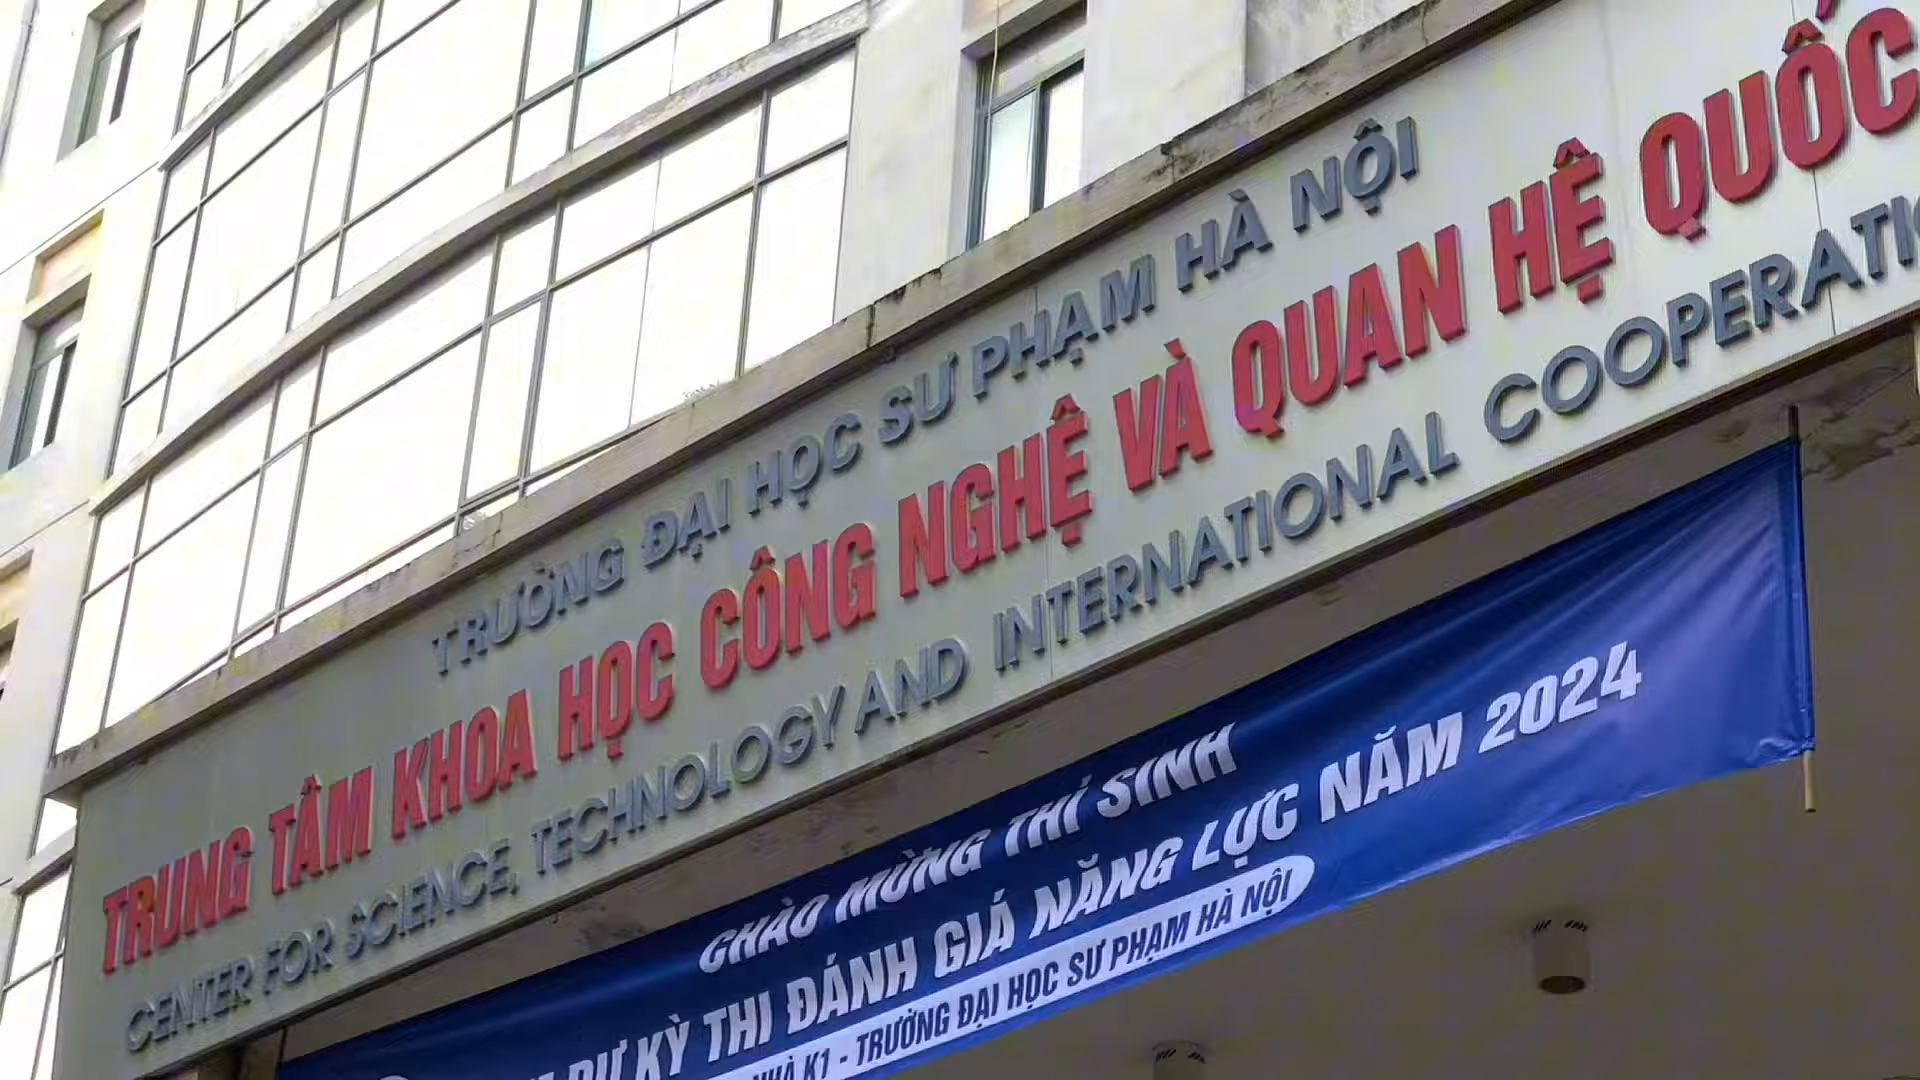 TRƯỜNG ĐẠI HỌC SƯ PHẠM HÀ NỘI
TRUNG TÂM KHOA HỌC CÔNG NGHỆ VÀ QUAN HỆ QUỐC
CENTER FOR SCIENCE, TECHNOLOGY AND INTERNATIONAL COOPERATIO
CHÀO MỪNG THÍ SINH
DỰ KỲ THI ĐÁNH GIÁ NĂNG LỰC NĂM 2024
NHÀ K1 - TRƯỜNG ĐẠI HỌC SƯ PHẠM HÀ NỘI